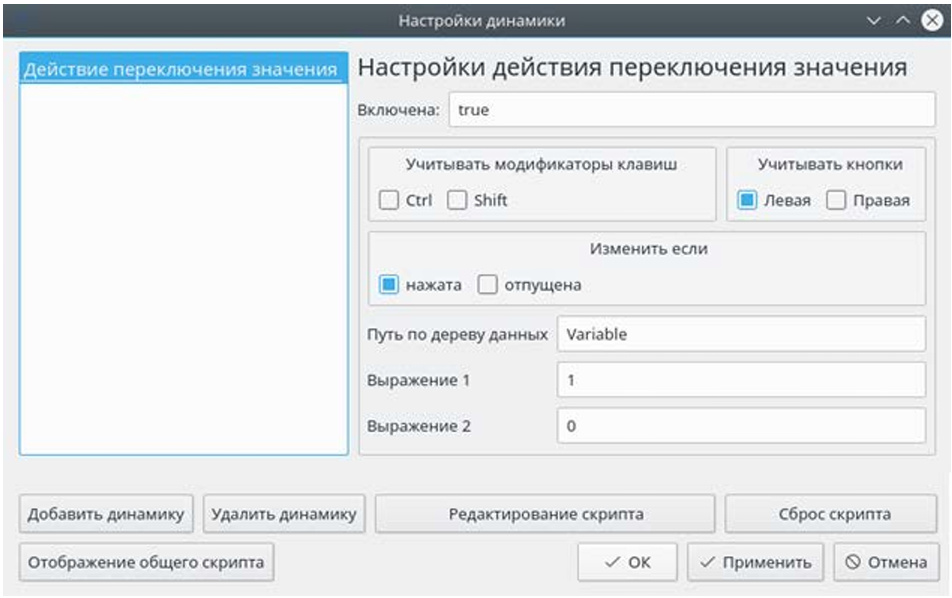 Настройки динамики
Действие переключения значения
Настройки действия переключения значения
Включена: true
Учитывать модификаторы клавиш
Ctrl Shift
Учитывать кнопки
Левая Правая
Изменить если
нажата отпущена
Путь по дереву данных Variable
Выражение 1 1
Выражение 2 0
Добавить динамику Удалить динамику Редактирование скрипта Сброс скрипта
Отображение общего скрипта ОК Применить Отмена